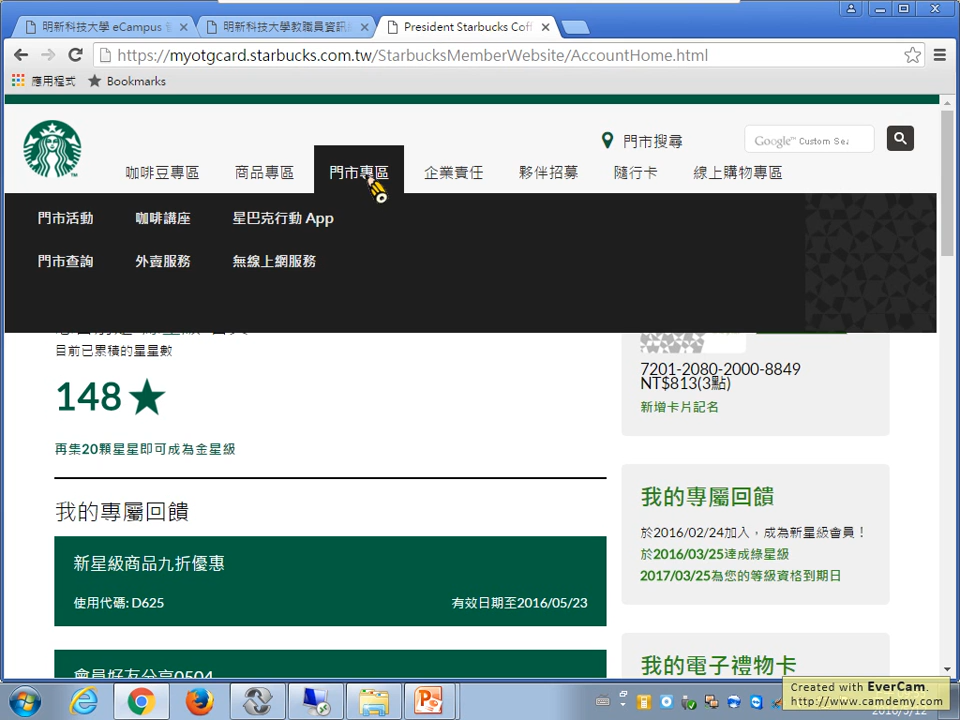 明新科技大學 eCampus
明新科技大學教職員資訊
President Starbucks Coff
https://myotgcard.starbucks.com.tw/StarbucksMemberWebsite/AccountHome.html
應用程式
Bookmarks
門市搜尋
Google™ Custom Sea
咖啡豆專區
商品專區
門市專區
企業責任
夥伴招募
隨行卡
線上購物專區
門市活動
咖啡講座
星巴克行動 App
門市查詢
外賣服務
無線上網服務
目前已累積的星星數
148
再集20顆星星即可成為金星級
7201-2080-2000-8849
NT$813(3點)
新增卡片記名
我的專屬回饋
新星級商品九折優惠
使用代碼: D625
有效日期至2016/05/23
會員好友分享0504
我的專屬回饋
於2016/02/24加入，成為新星級會員！
於2016/03/25達成綠星級
2017/03/25為您的等級資格到期日
我的電子禮物卡
Created with EverCam.
http://www.camdemy.com